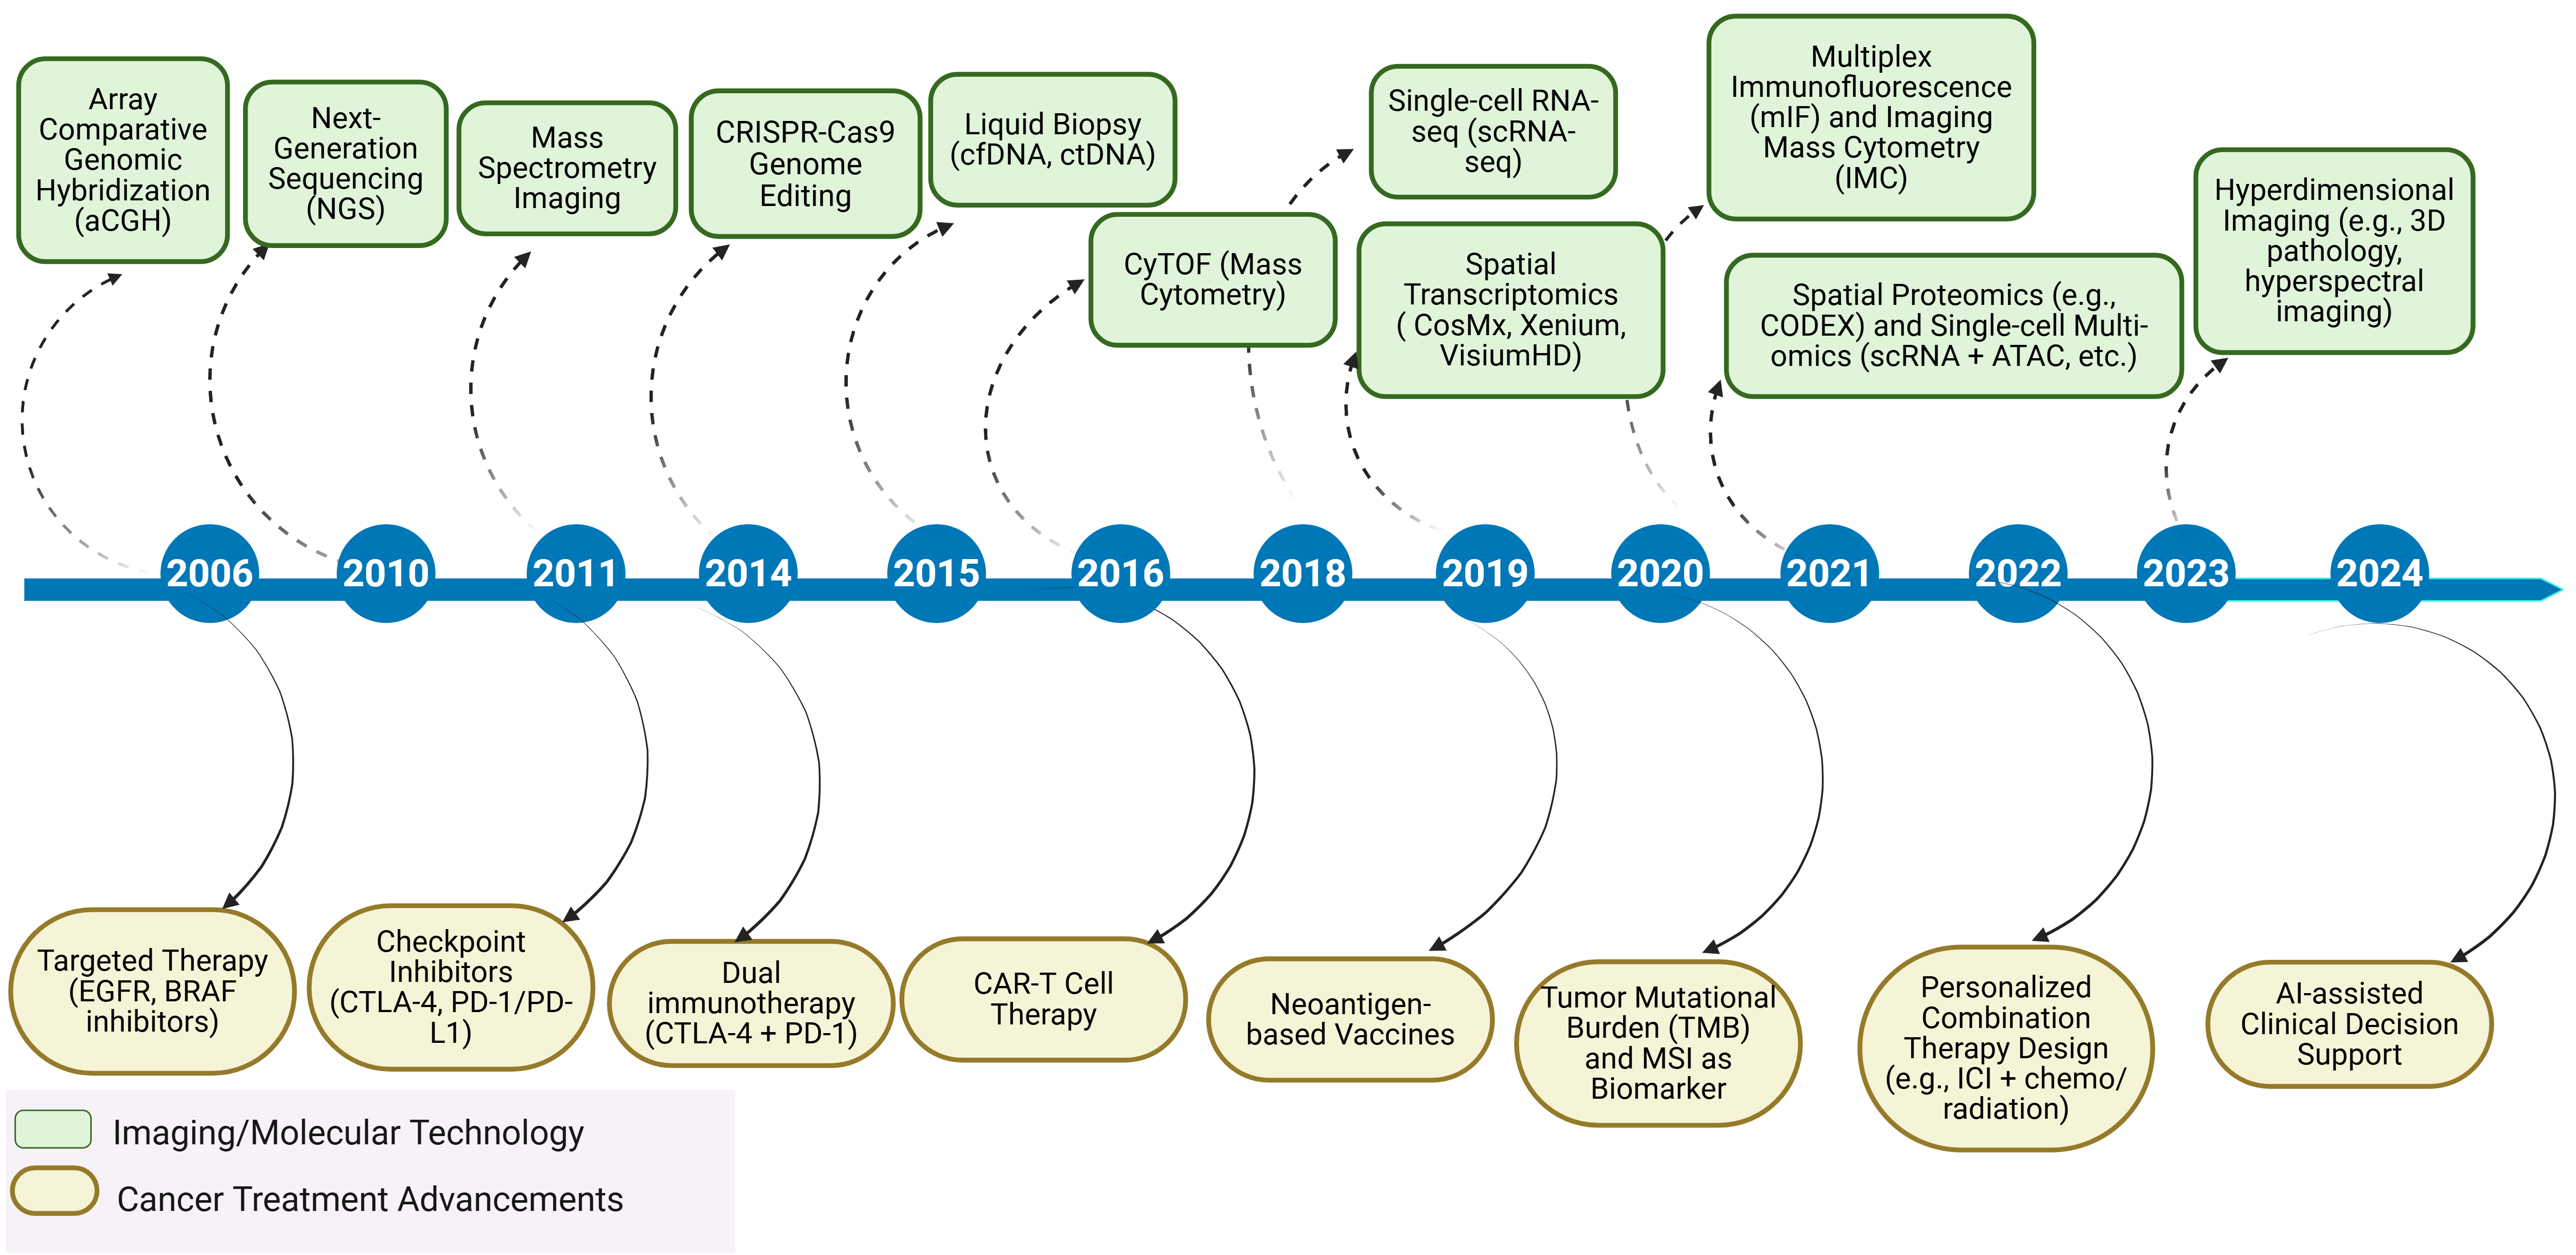 Array
Comparative
Genomic
Hybridization
(aCGH)
Next-
Generation
Sequencing
(NGS)
Mass
Spectrometry
Imaging
CRISPR-Cas9
Genome
Editing
Liquid Biopsy
(cfDNA, ctDNA)
CyTOF (Mass
Cytometry)
Single-cell RNA-
seq (scRNA-
seq)
Spatial
Transcriptomics
( CosMx, Xenium,
VisiumHD)
Multiplex
Immunofluorescence
(mIF) and Imaging
Mass Cytometry
(IMC)
Spatial Proteomics (e.g.,
CODEX) and Single-cell Multi-
omics (scRNA + ATAC, etc.)
Hyperdimensional
Imaging (e.g., 3D
pathology,
hyperspectral
imaging)
2006
2010
2011
2014
2015
2016
2018
2019
2020
2021
2022
2023
2024
Targeted Therapy
(EGFR, BRAF
inhibitors)
Checkpoint
Inhibitors
(CTLA-4, PD-1/PD-
L1)
Dual
immunotherapy
(CTLA-4 + PD-1)
CAR-T Cell
Therapy
Neoantigen-
based Vaccines
Tumor Mutational
Burden (TMB)
and MSI as
Biomarker
Personalized
Combination
Therapy Design
(e.g., ICI + chemo/
radiation)
AI-assisted
Clinical Decision
Support
Imaging/Molecular Technology
Cancer Treatment Advancements